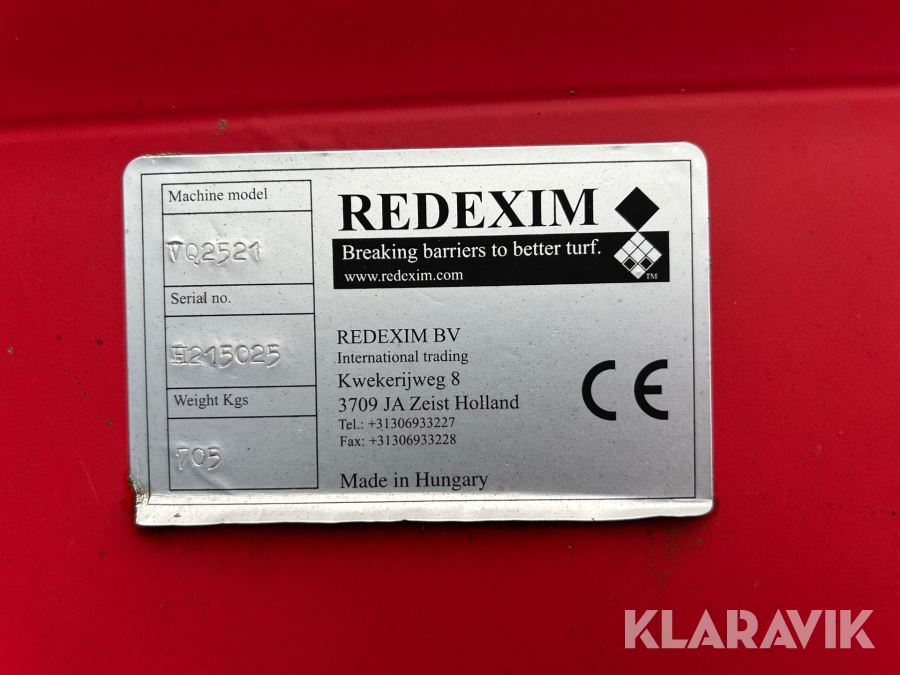 Machine model
VQ2521
Serial no.
H215025
Weight Kgs
705
REDEXIM
Breaking barriers to better turf.
www.redexim.com
TM
REDEXIM BV
International trading
Kwekerijweg 8
3709 JA Zeist Holland
Tel.: +31306933227
Fax: +31306933228
Made in Hungary
CE
KLARAVIK